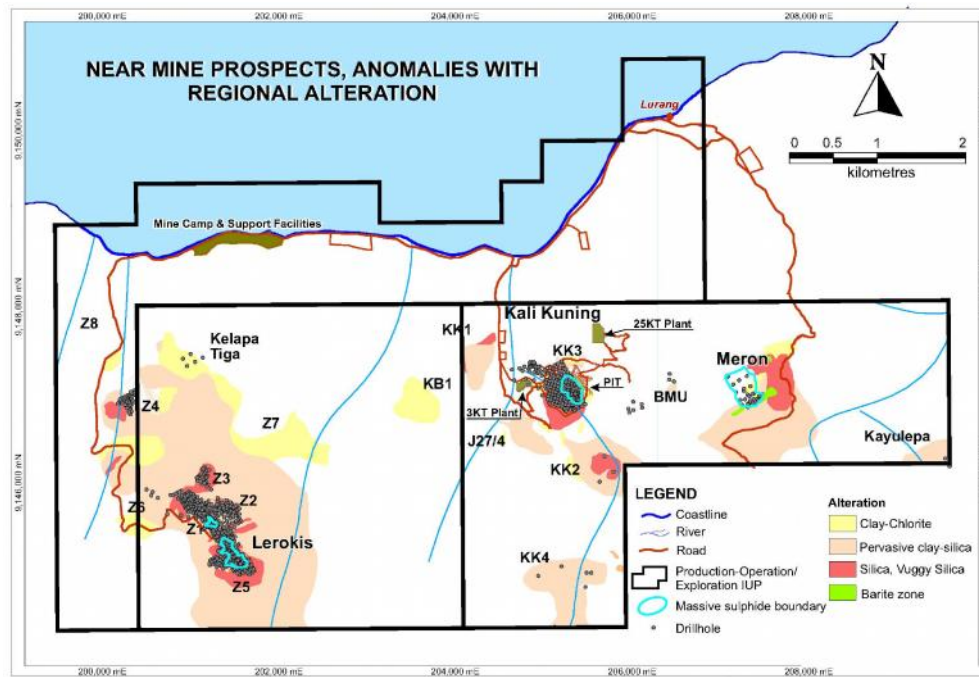 200,000 mE 202,000 mE 204,000 mE 206,000 mE 208,000 mE
NEAR MINE PROSPECTS, ANOMALIES WITH
REGIONAL ALTERATION
N
Lurang
9,150,000 mN
0 0.5 1 2
kilometres
Mine Camp & Support Facilities
9,148,000 mN
Z8
Kelapa
Tiga
KK1
Kali Kuning
25KT Plant
KK3
Meron
KB1
PIT
Z4
3KT Plant
BMU
Z7
J27/4
Kayulepa
KK2
9,146,000 mN
Z3
Z6
Z2
Z1
Lerokis
Z5
KK4
LEGEND
Coastline
River
Road
Production-Operation/
Exploration IUP
Massive sulphide boundary
Drillhole
Alteration
Clay-Chlorite
Pervasive clay-silica
Silica, Vuggy Silica
Barite zone
200,000 mE 202,000 mE 204,000 mE 206,000 mE 208,000 mE